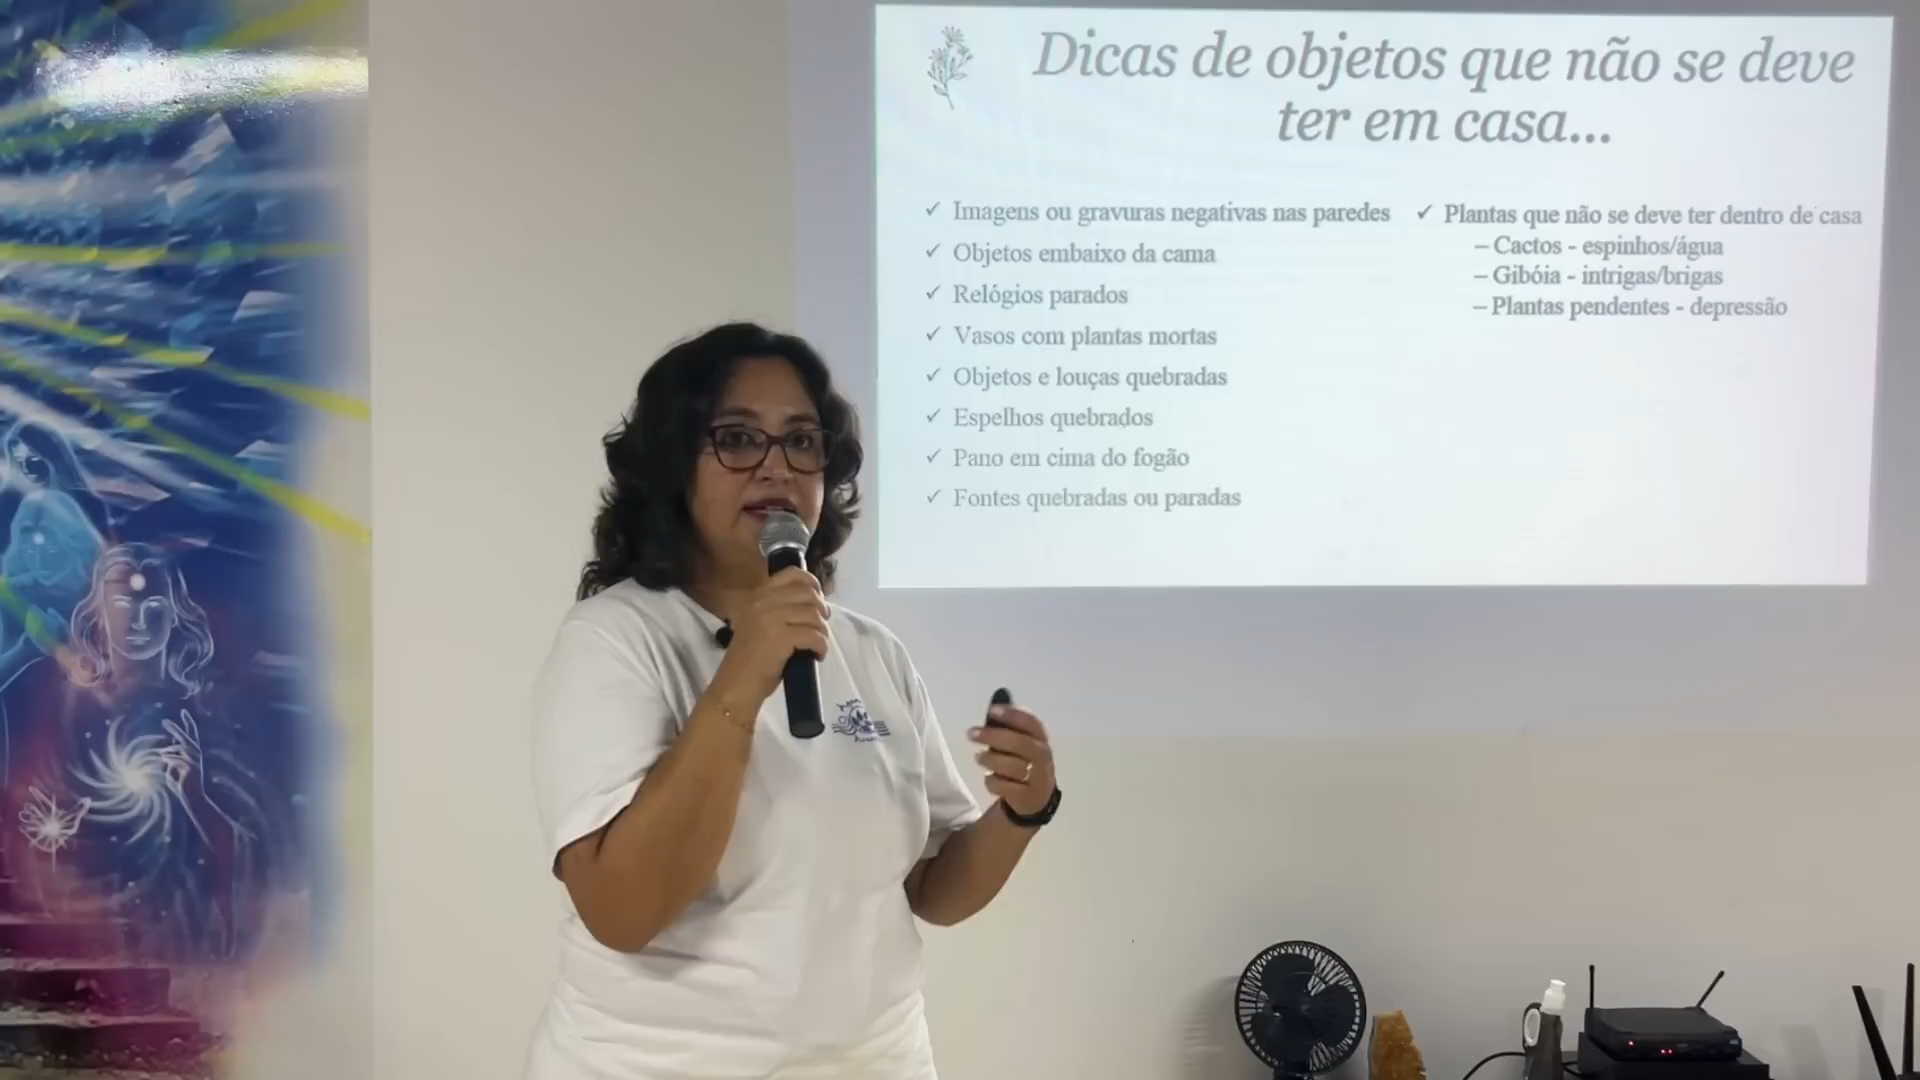 Dicas de objetos que não se deve
ter em casa...
✓ Imagens ou gravuras negativas nas paredes
✓ Objetos embaixo da cama
✓ Relógios parados
✓ Vasos com plantas mortas
✓ Objetos e louças quebradas
✓ Espelhos quebrados
✓ Pano em cima do fogão
✓ Fontes quebradas ou paradas
✓ Plantas que não se deve ter dentro de casa
– Cactos - espinhos/água
– Gibóia - intrigas/brigas
– Plantas pendentes - depressão